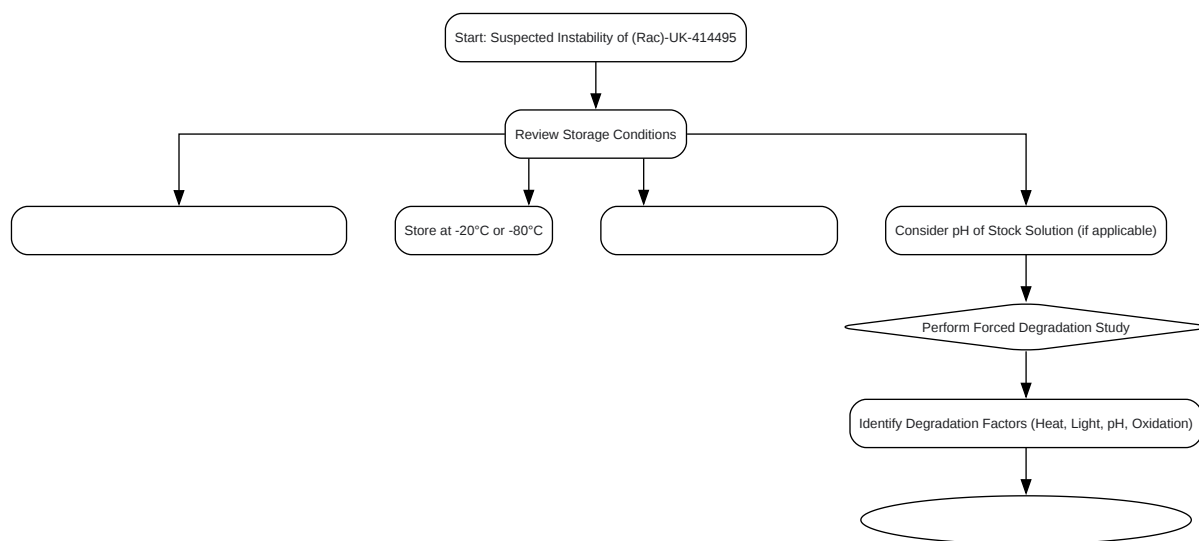 Start: Suspected Instability of (Rac)-UK-414495
Review Storage Conditions
Store at -20°C or -80°C
Consider pH of Stock Solution (if applicable)
Perform Forced Degradation Study
Identify Degradation Factors (Heat, Light, pH, Oxidation)